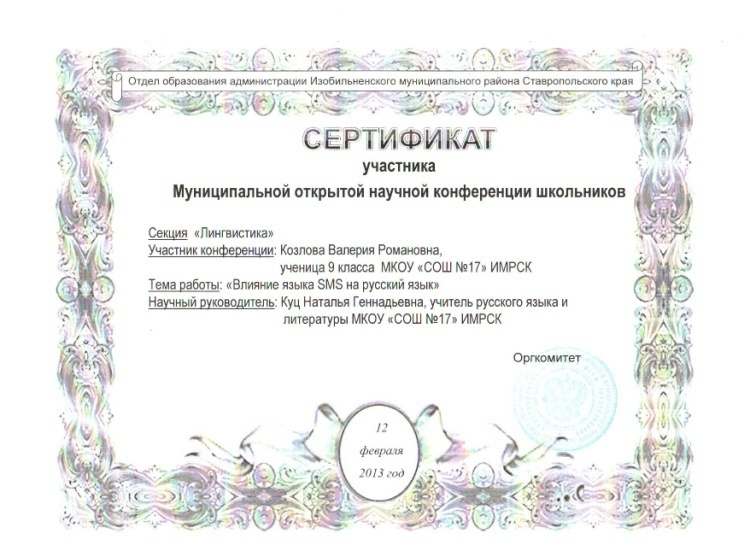 Отдел образования администрации Изобильненского муниципального района Ставропольского края
СЕРТИФИКАТ
участника
Муниципальной открытой научной конференции школьников
Секция «Лингвистика»
Участник конференции: Козлова Валерия Романовна,
ученица 9 класса МКОУ «СОШ №17» ИМРСК
Тема работы: «Влияние языка SMS на русский язык»
Научный руководитель: Куц Наталья Геннадьевна, учитель русского языка и
литературы МКОУ «СОШ №17» ИМРСК
Оргкомитет
12
февраля
2013 год